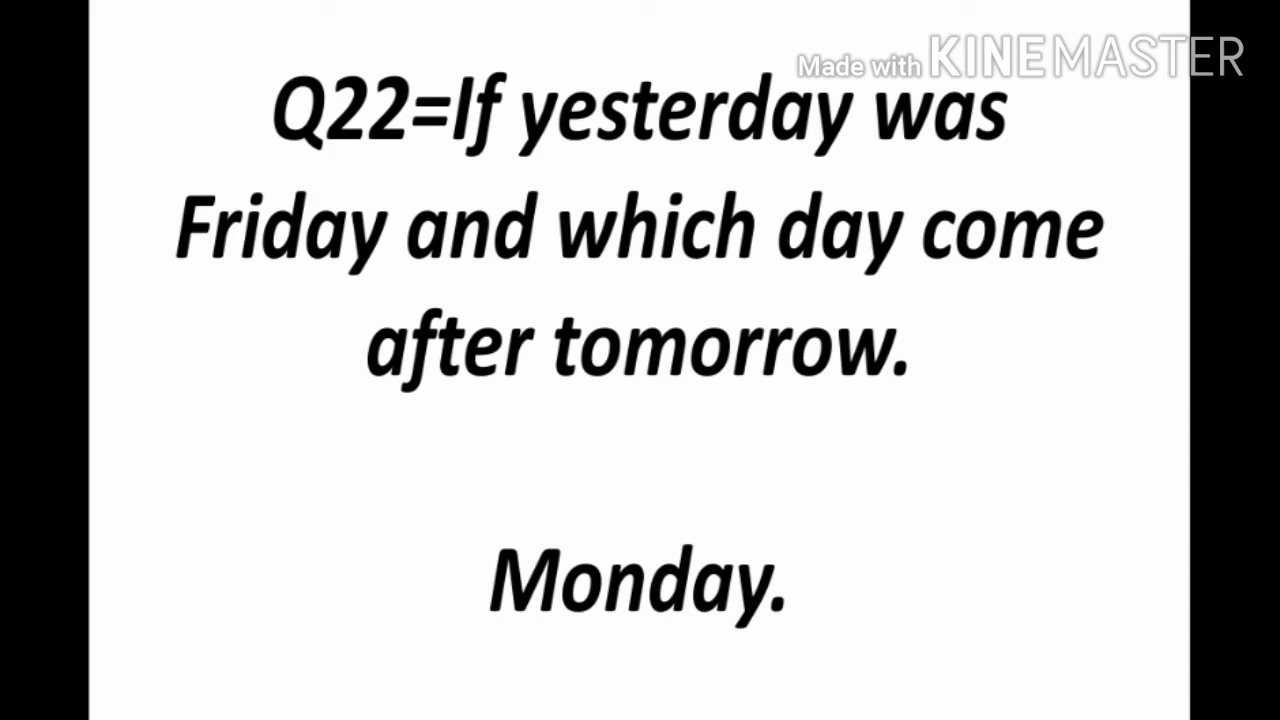 Made with KINEMASTER
Q22=If yesterday was
Friday and which day come
after tomorrow.
Monday.